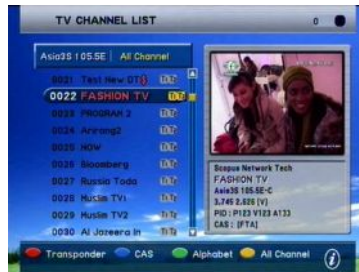 TV CHANNEL LIST
0
Asia3S 105.5E All Channel
0021 Test New DT$
0022 FASHION TV
0023 PROGRAM 2
0024 Arirang2
0025 NOW
0026 Bloomberg
0027 Russia Toda
0028 Muslim TV1
0029 Muslim TV2
0030 Al Jazeera In
Scopus Network Tech
FASHION TV
Asia3S 105.5E-C
3.745 2.626 [V]
PID : P123 V123 A133
CAS : [FTA]
Transponder CAS Alphabet All Channel